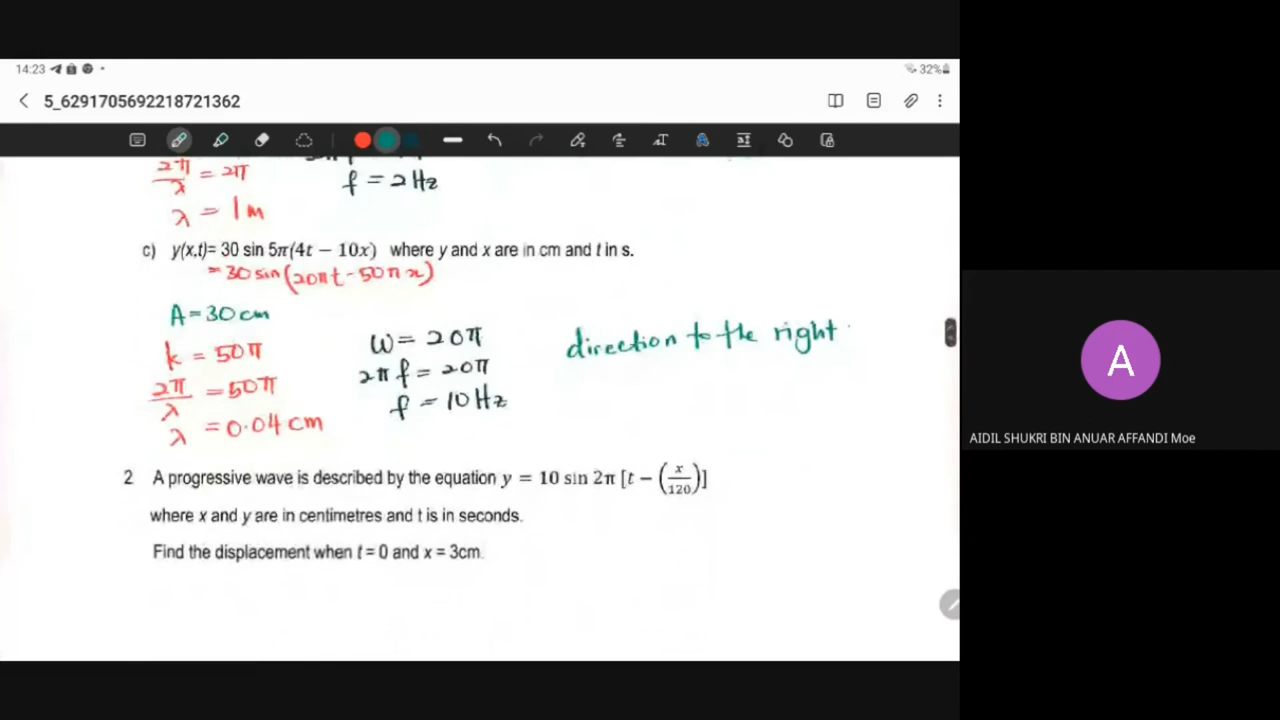 14:23
32%
5_6291705692218721362
2π/λ = 2π
f = 2 Hz
λ = 1 m
c) y(x,t)= 30 sin 5π(4t − 10x) where y and x are in cm and t in s.
= 30 sin (20πt - 50πx)
A = 30 cm
ω = 20π
direction to the right
k = 50π
2πf = 20π
2π/λ = 50π
f = 10 Hz
λ = 0.04 cm
2 A progressive wave is described by the equation y = 10 sin 2π [t − (x/120)]
where x and y are in centimetres and t is in seconds.
Find the displacement when t = 0 and x = 3cm.
A
AIDIL SHUKRI BIN ANUAR AFFANDI Moe